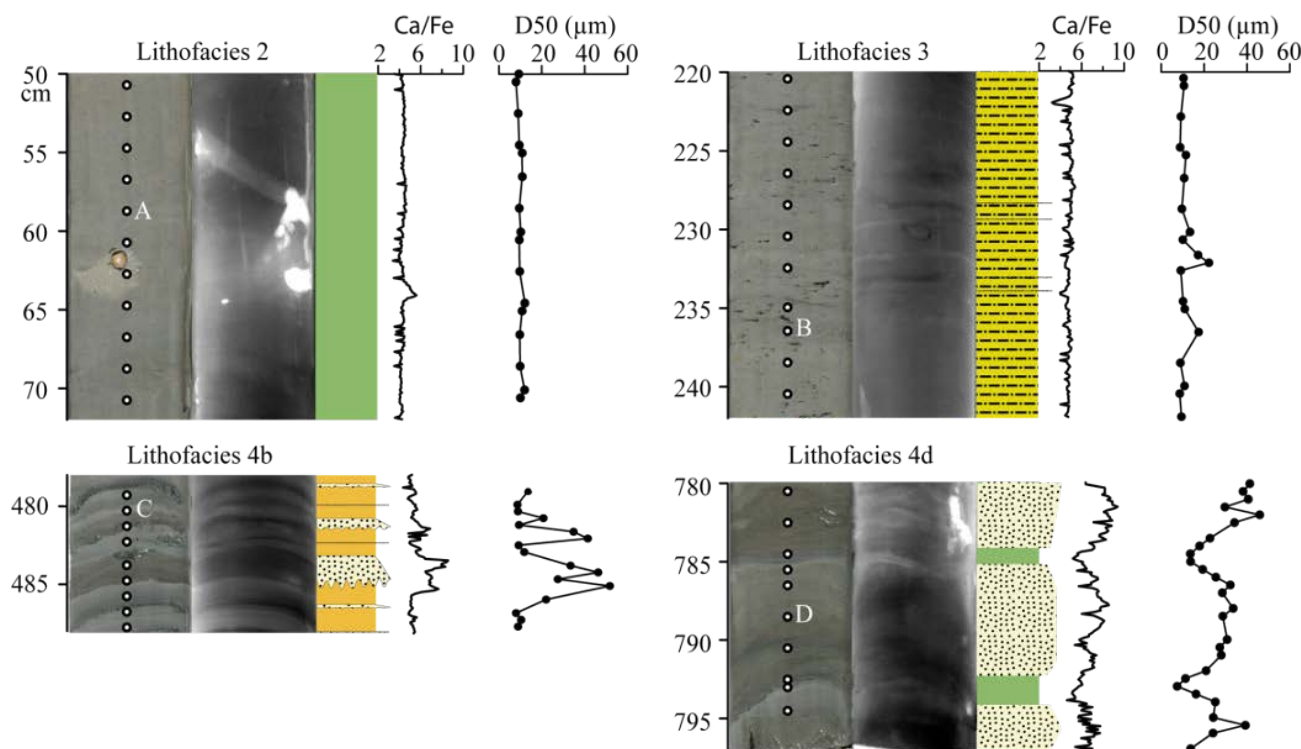 Lithofacies 2
Ca/Fe
2 6 10
D50 (µm)
0 20 40 60
50
cm
55
60
65
70
A
Lithofacies 3
Ca/Fe
2 6 10
D50 (µm)
0 20 40 60
220
225
230
235
240
B
Lithofacies 4b
480
485
C
Lithofacies 4d
780
785
790
795
D